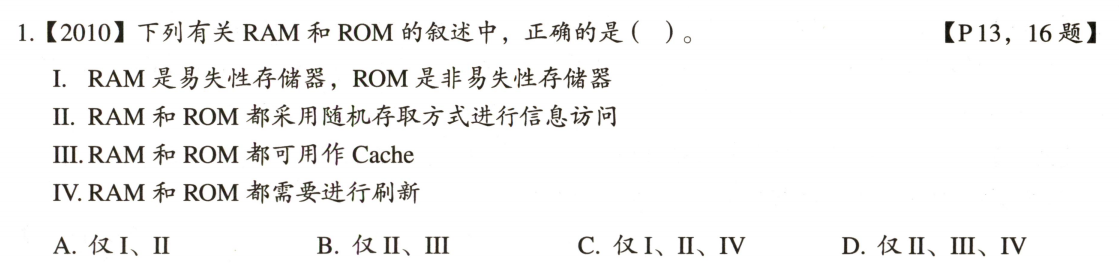 1.【2010】下列有关 RAM 和 ROM 的叙述中，正确的是（ ）。 【P13，16 题】
I. RAM 是易失性存储器，ROM 是非易失性存储器
II. RAM 和 ROM 都采用随机存取方式进行信息访问
III. RAM 和 ROM 都可用作 Cache
IV. RAM 和 ROM 都需要进行刷新
A. 仅 I、II B. 仅 II、III C. 仅 I、II、IV D. 仅 II、III、IV